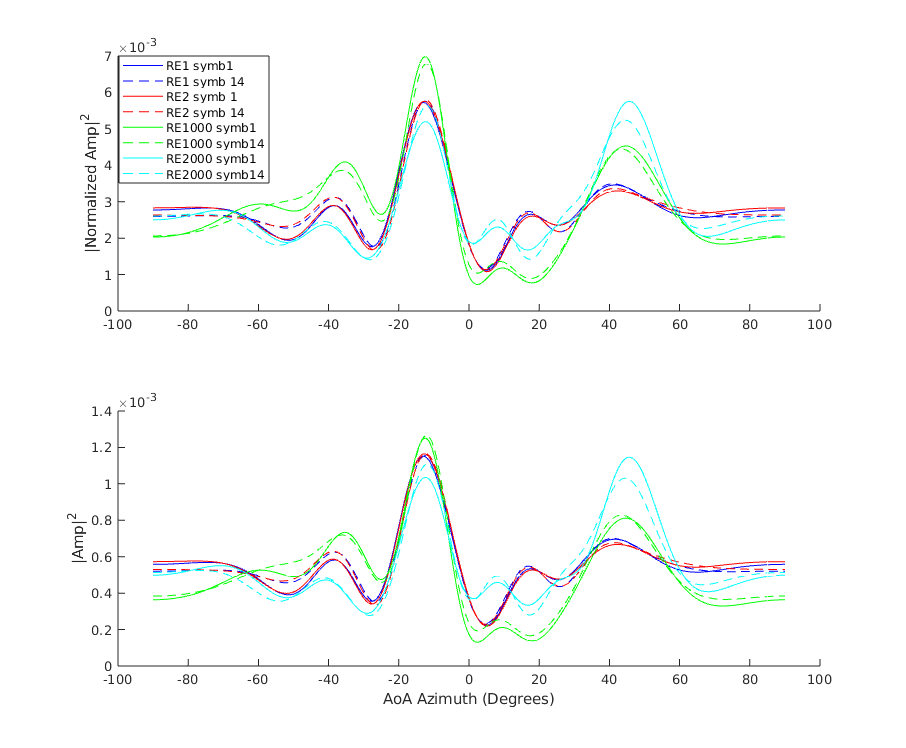 ×10^-3
7
6
5
4
3
2
1
0
|Normalized Amp|^2
RE1 symb1
RE1 symb 14
RE2 symb 1
RE2 symb 14
RE1000 symb1
RE1000 symb14
RE2000 symb1
RE2000 symb14
-100 -80 -60 -40 -20 0 20 40 60 80 100
×10^-3
1.4
1.2
1
0.8
0.6
0.4
0.2
0
|Amp|^2
-100 -80 -60 -40 -20 0 20 40 60 80 100
AoA Azimuth (Degrees)